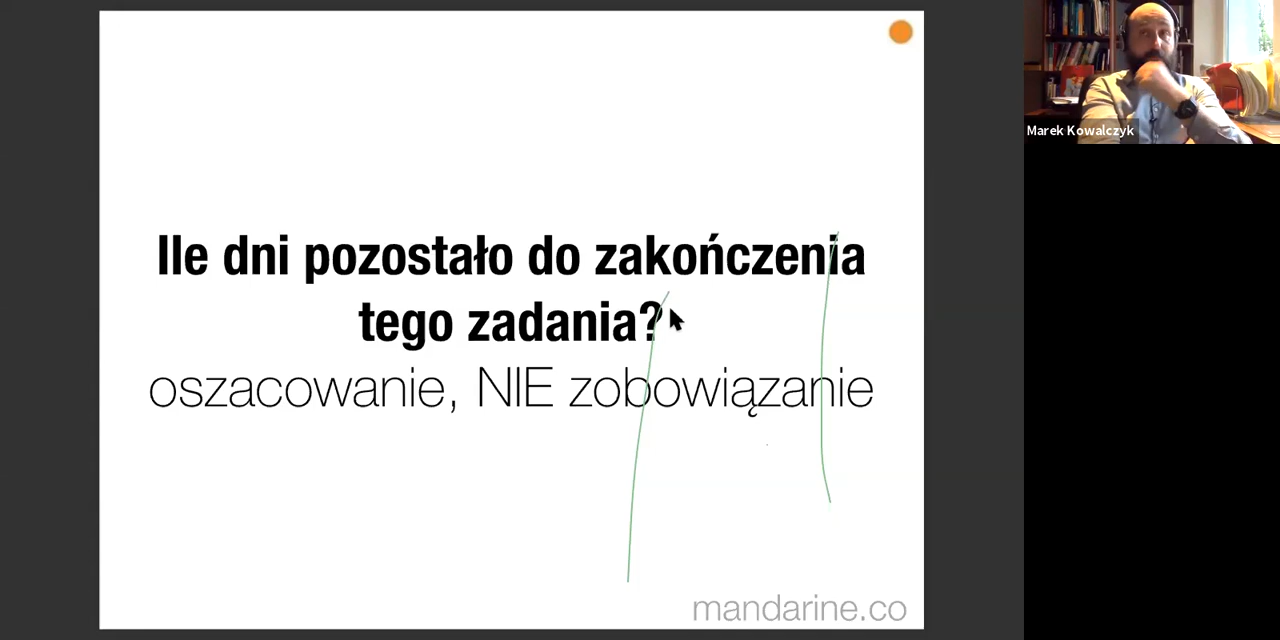 Ile dni pozostało do zakończenia
tego zadania?
oszacowanie, NIE zobowiązanie
mandarine.co
Marek Kowalczyk